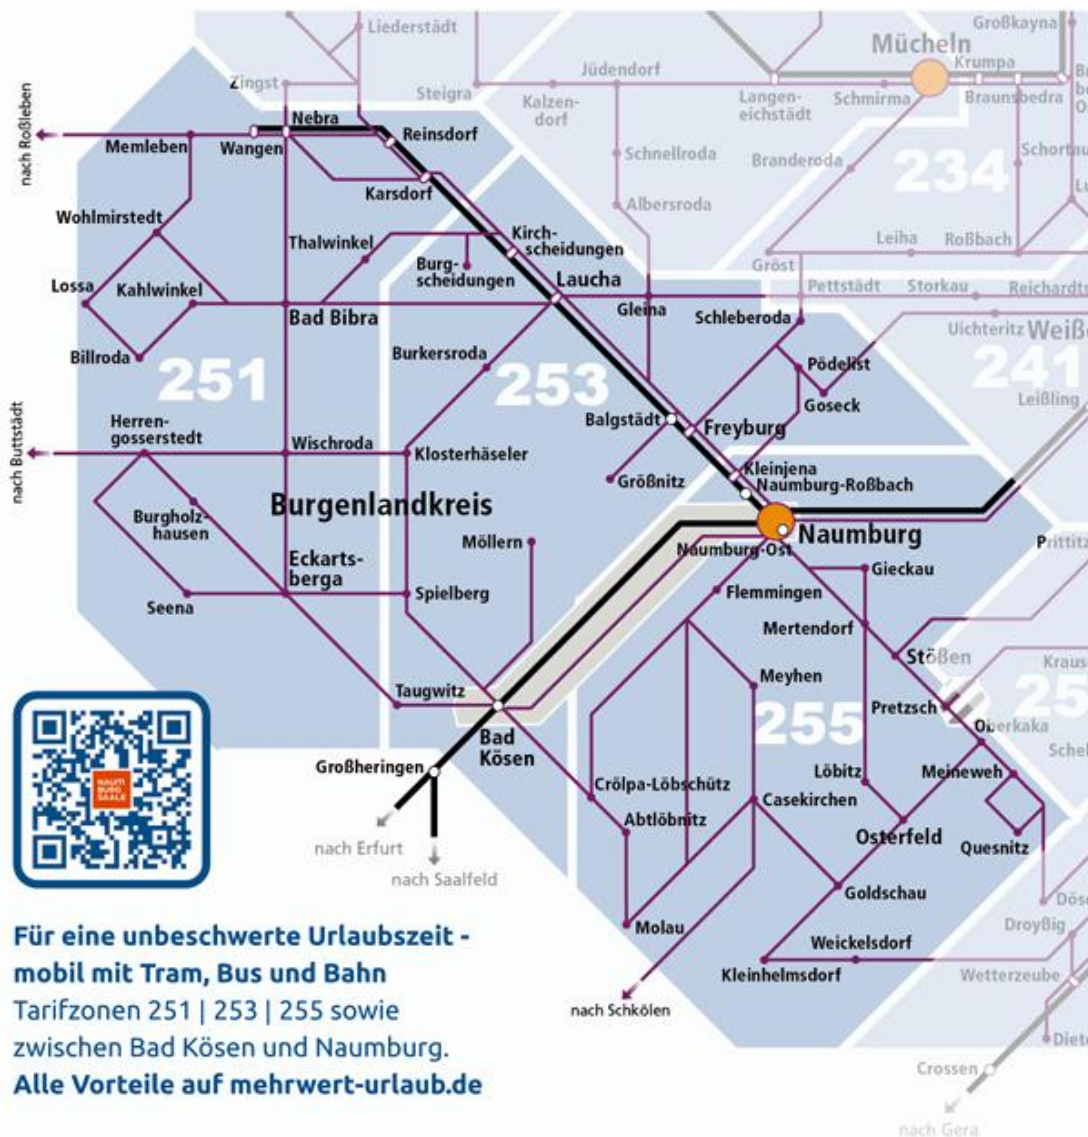 Liederstädt
Großkayna
Mücheln
Krumpa
Zingst
Steigra
Jüdendorf
Kalzen-
dorf
Langen-
eichstädt
Schmirma
Braunsbedra
nach Roßleben
Memleben
Wangen
Nebra
Reinsdorf
Karsdorf
Schnellroda
Branderoda
234
Albersroda
Wohlmirstedt
Thalwinkel
Kirch-
scheidungen
Burg-
scheidungen
Leiha
Roßbach
Gröst
Lossa
Kahlwinkel
Bad Bibra
Laucha
Gleina
Pettstädt
Storkau
Schleberoda
Uichteritz
Billroda
251
Burkersroda
253
Pödelist
Goseck
241
Leißling
nach Buttstädt
Herren-
gosserstedt
Wischroda
Klosterhäseler
Balgstädt
Freyburg
Größnitz
Kleinjena
Naumburg-Roßbach
Burgenlandkreis
Burgholz-
hausen
Möllern
Naumburg
Naumburg-Ost
Prittitz
Eckarts-
berga
Seena
Spielberg
Flemmingen
Gieckau
Mertendorf
Stößen
Taugwitz
Meyhen
255
Pretzsch
Oberkaka
Bad
Kösen
Großheringen
Crölpa-Löbschütz
Löbitz
Meineweh
Casekirchen
Abtlöbnitz
Osterfeld
Quesnitz
nach Erfurt
nach Saalfeld
NAUM
BURG
SAALE
Goldschau
Molau
Weickelsdorf
Kleinhelmsdorf
Droyßig
Wetterzeube
nach Schkölen
Crossen
nach Gera
Für eine unbeschwerte Urlaubszeit -
mobil mit Tram, Bus und Bahn
Tarifzonen 251 | 253 | 255 sowie
zwischen Bad Kösen und Naumburg.
Alle Vorteile auf mehrwert-urlaub.de